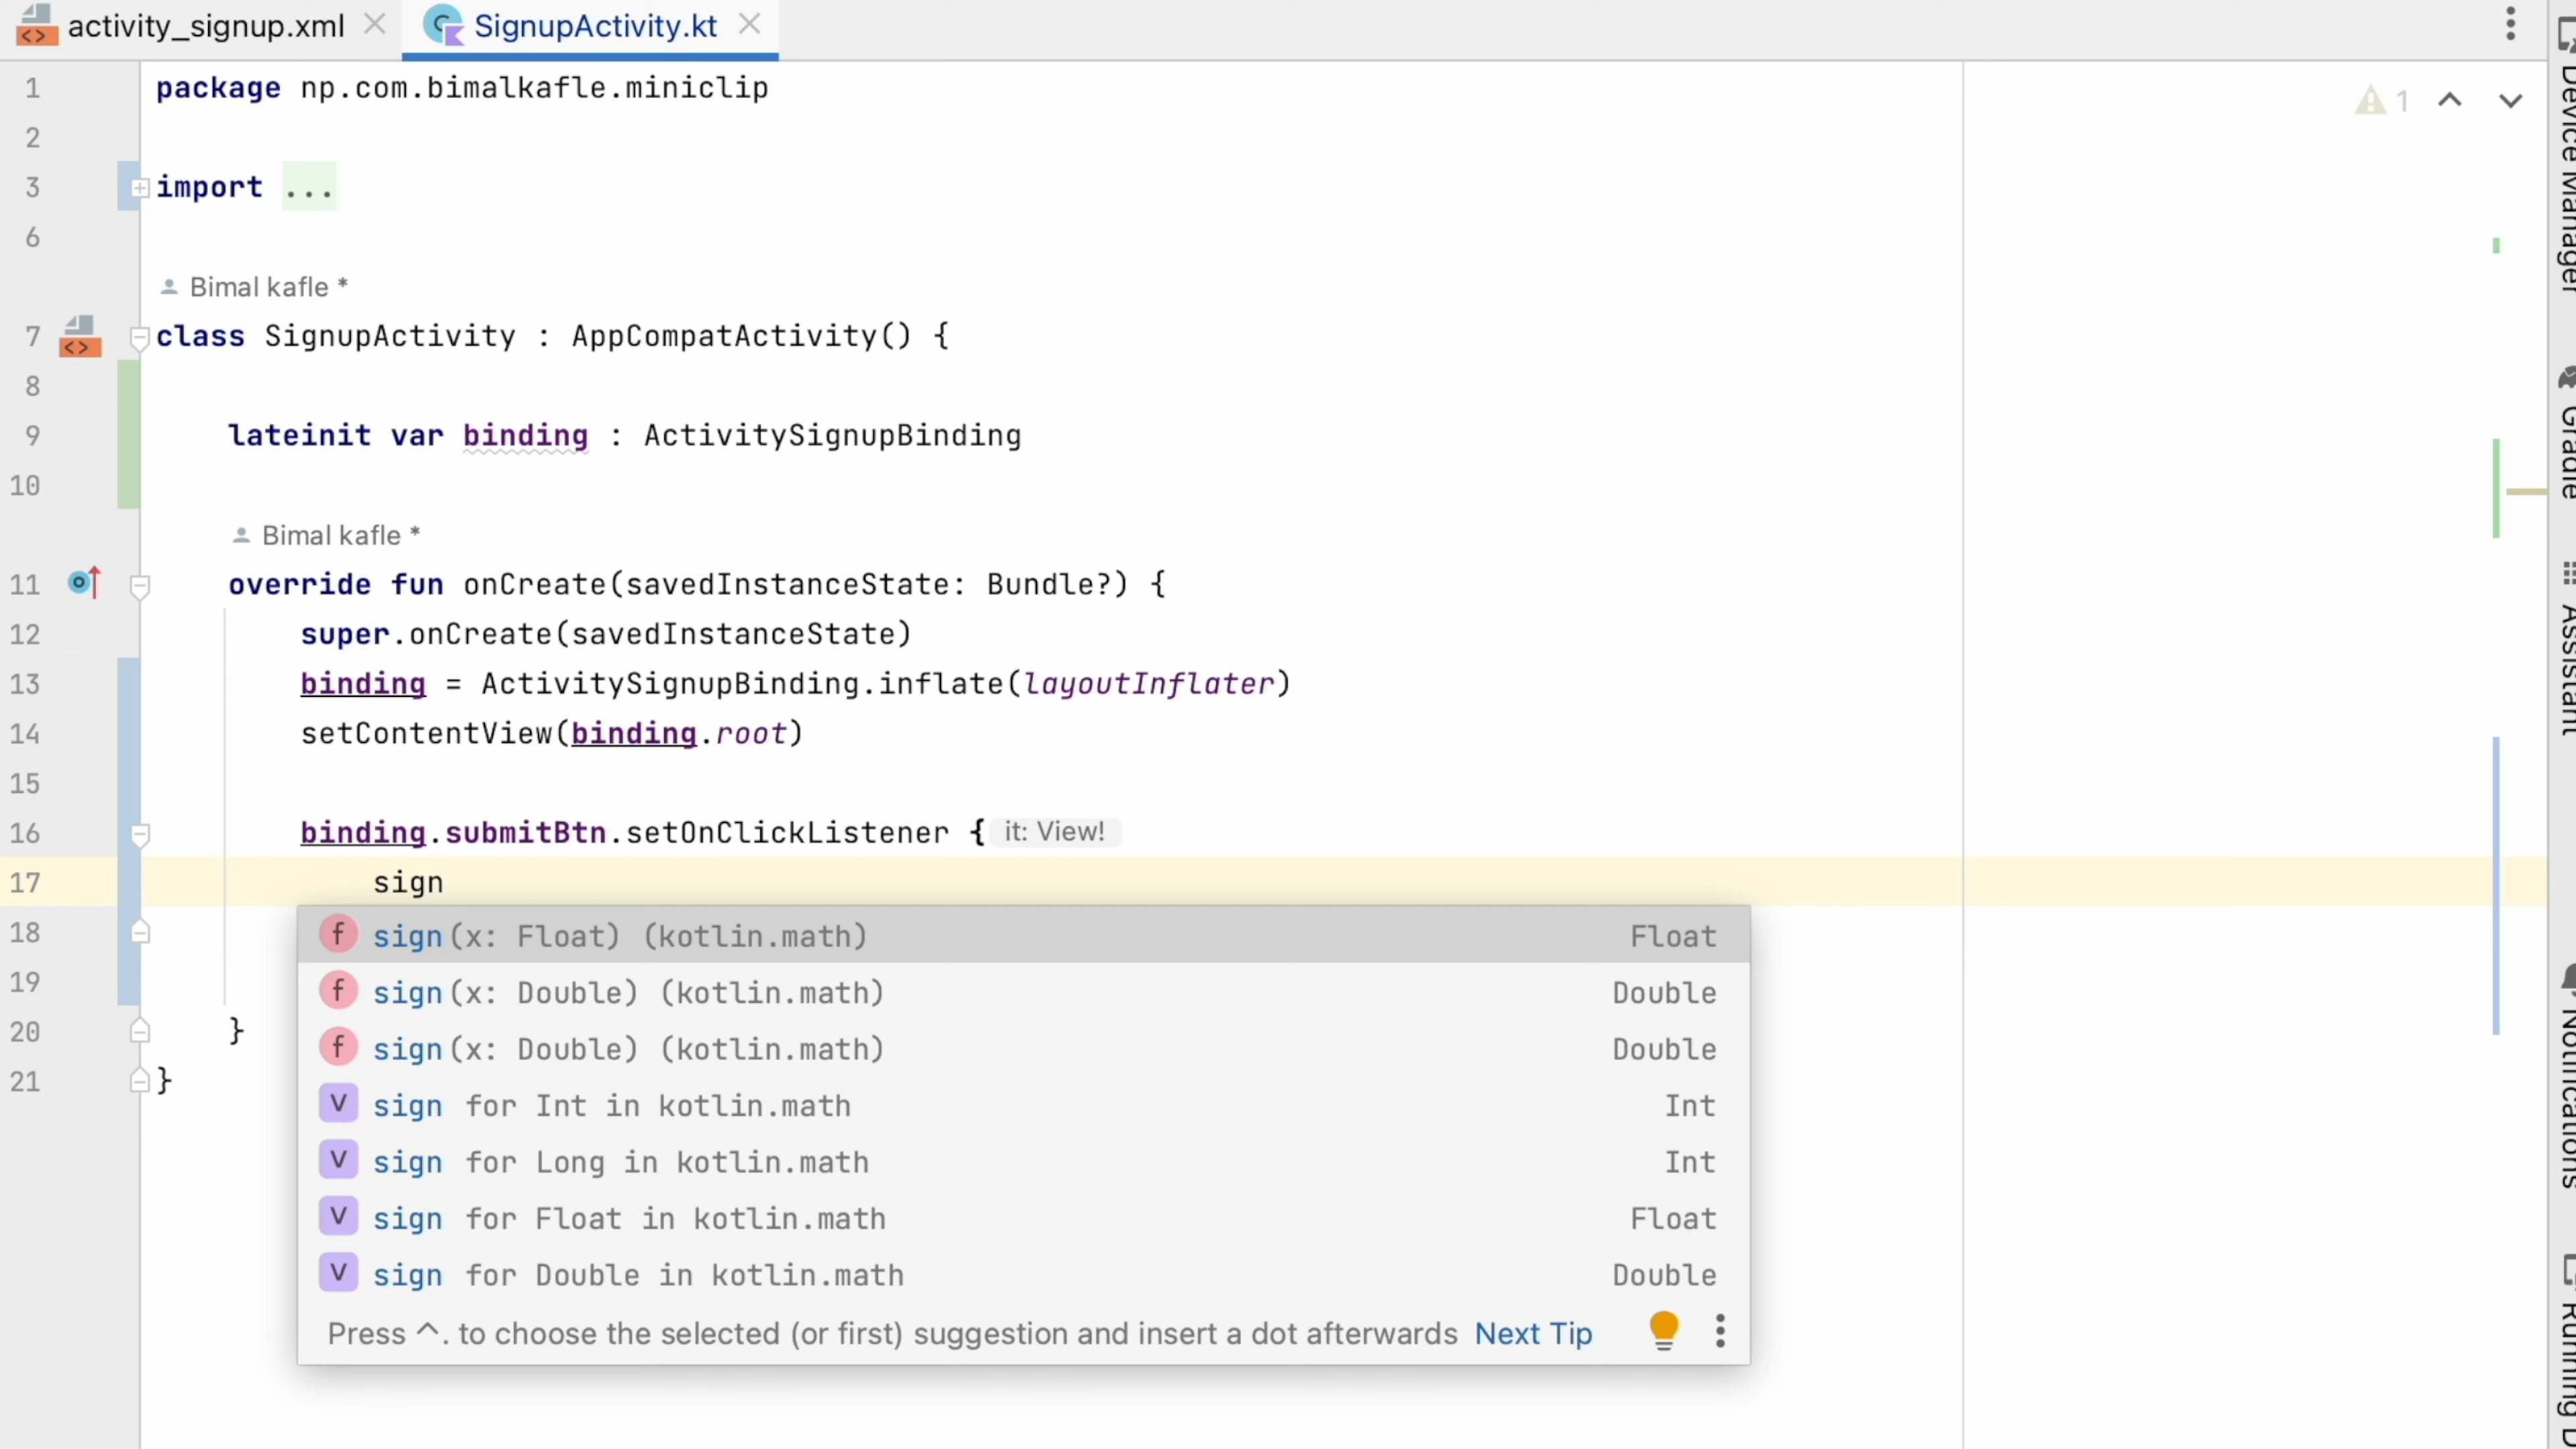 activity_signup.xml
SignupActivity.kt
1 package np.com.bimalkafle.miniclip
1
2
3 import ...
6
Bimal kafle *
7 class SignupActivity : AppCompatActivity() {
8
9 lateinit var binding : ActivitySignupBinding
10
Bimal kafle *
11 override fun onCreate(savedInstanceState: Bundle?) {
12 super.onCreate(savedInstanceState)
13 binding = ActivitySignupBinding.inflate(layoutInflater)
14 setContentView(binding.root)
15
16 binding.submitBtn.setOnClickListener { it: View!
17 sign
18
19
20 }
21 }
f sign(x: Float) (kotlin.math) Float
f sign(x: Double) (kotlin.math) Double
f sign(x: Double) (kotlin.math) Double
V sign for Int in kotlin.math Int
V sign for Long in kotlin.math Int
V sign for Float in kotlin.math Float
V sign for Double in kotlin.math Double
Press ^. to choose the selected (or first) suggestion and insert a dot afterwards Next Tip
Device Manager
Gradle
Assistant
Notifications
Running D